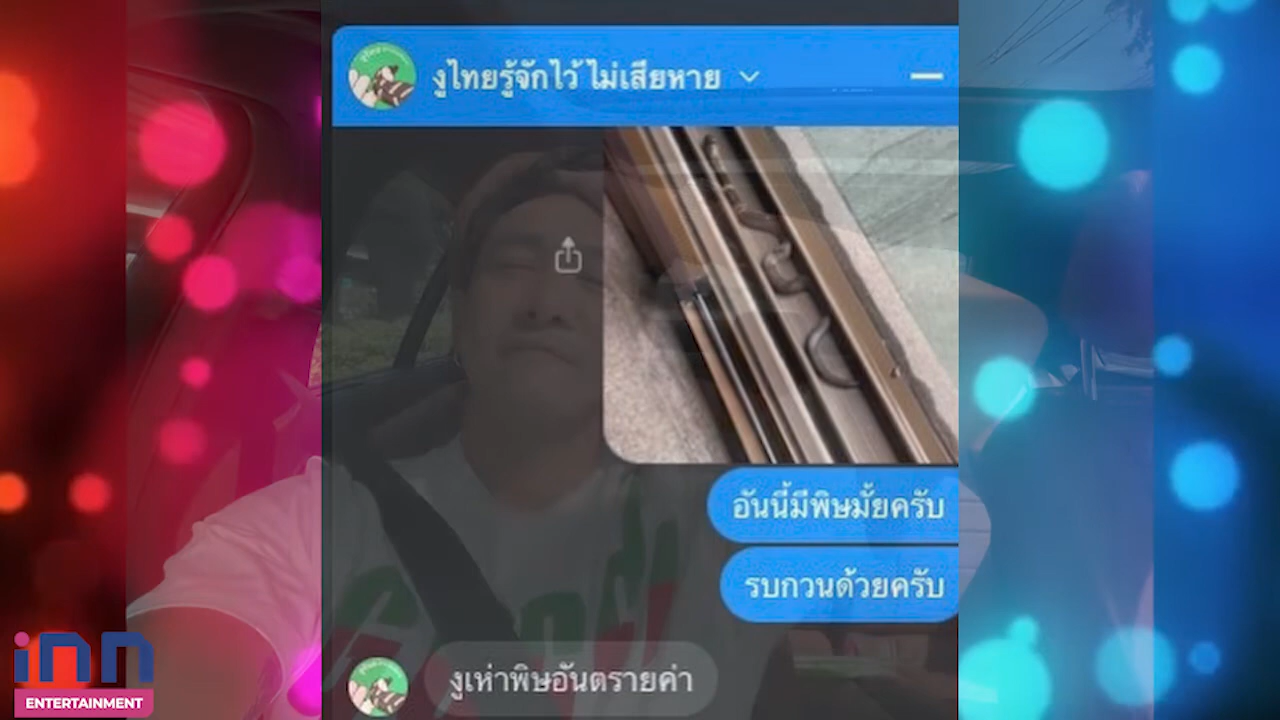 งูไทยรู้จักไว้ ไม่เสียหาย
อันนี้มีพิษมั้ยครับ
รบกวนด้วยครับ
งูเห่าพิษอันตรายค่า
inn
ENTERTAINMENT